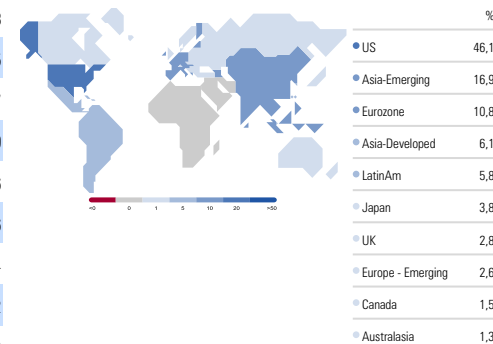 %
US 46,1
Asia-Emerging 16,9
Eurozone 10,8
Asia-Developed 6,1
LatinAm 5,8
Japan 3,8
UK 2,8
Europe - Emerging 2,6
Canada 1,5
Australasia 1,3
<0 0 1 5 10 20 >50